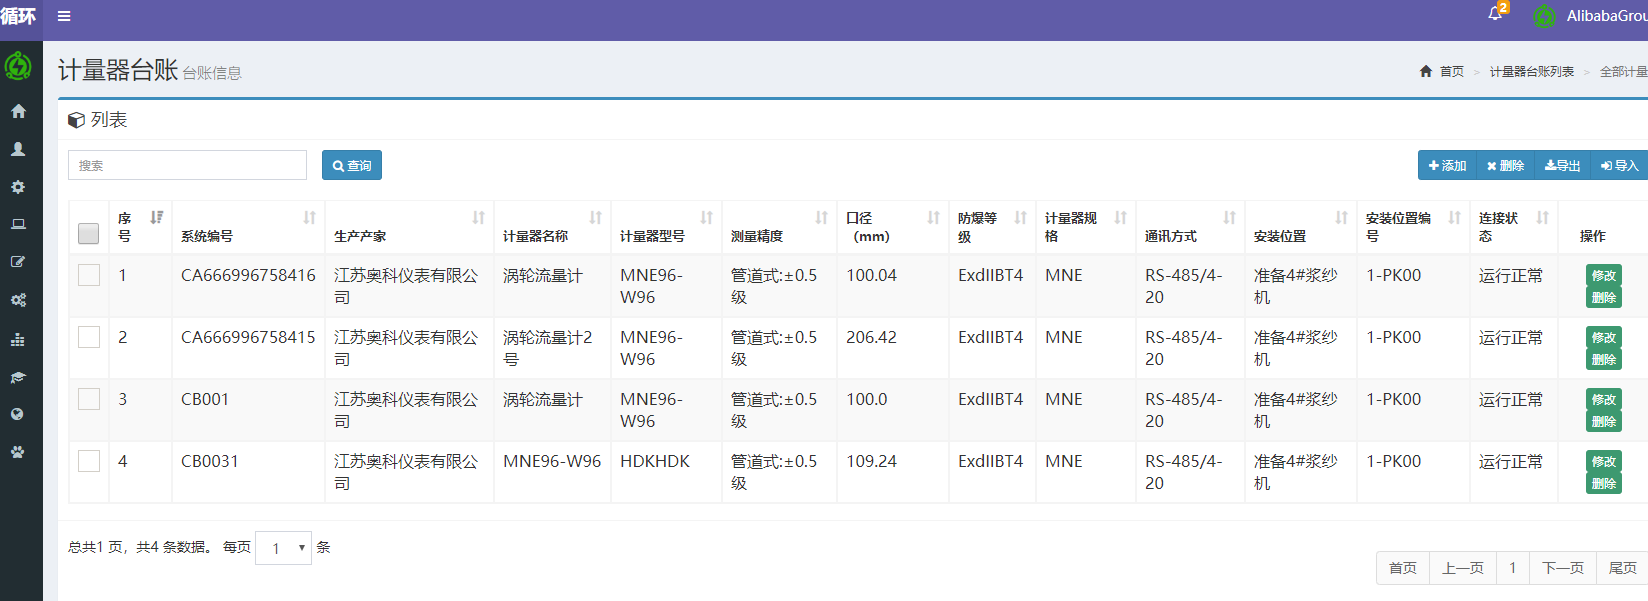 循环
2
AlibabaGrou
计量器台账 台账信息
首页 > 计量器台账列表 > 全部计量
列表
搜索
查询
添加 删除 导出 导入
序号 系统编号 生产产家 计量器名称 计量器型号 测量精度 口径（mm） 防爆等级 计量器规格 通讯方式 安装位置 安装位置编号 连接状态 操作
1 CA666996758416 江苏奥科仪表有限公司 涡轮流量计 MNE96-W96 管道式:±0.5级 100.04 ExdIIBT4 MNE RS-485/4-20 准备4#浆纱机 1-PK00 运行正常 修改 删除
2 CA666996758415 江苏奥科仪表有限公司 涡轮流量计2号 MNE96-W96 管道式:±0.5级 206.42 ExdIIBT4 MNE RS-485/4-20 准备4#浆纱机 1-PK00 运行正常 修改 删除
3 CB001 江苏奥科仪表有限公司 涡轮流量计 MNE96-W96 管道式:±0.5级 100.0 ExdIIBT4 MNE RS-485/4-20 准备4#浆纱机 1-PK00 运行正常 修改 删除
4 CB0031 江苏奥科仪表有限公司 MNE96-W96 HDKHDK 管道式:±0.5级 109.24 ExdIIBT4 MNE RS-485/4-20 准备4#浆纱机 1-PK00 运行正常 修改 删除
总共1 页，共4 条数据。 每页 1 条
首页 上一页 1 下一页 尾页